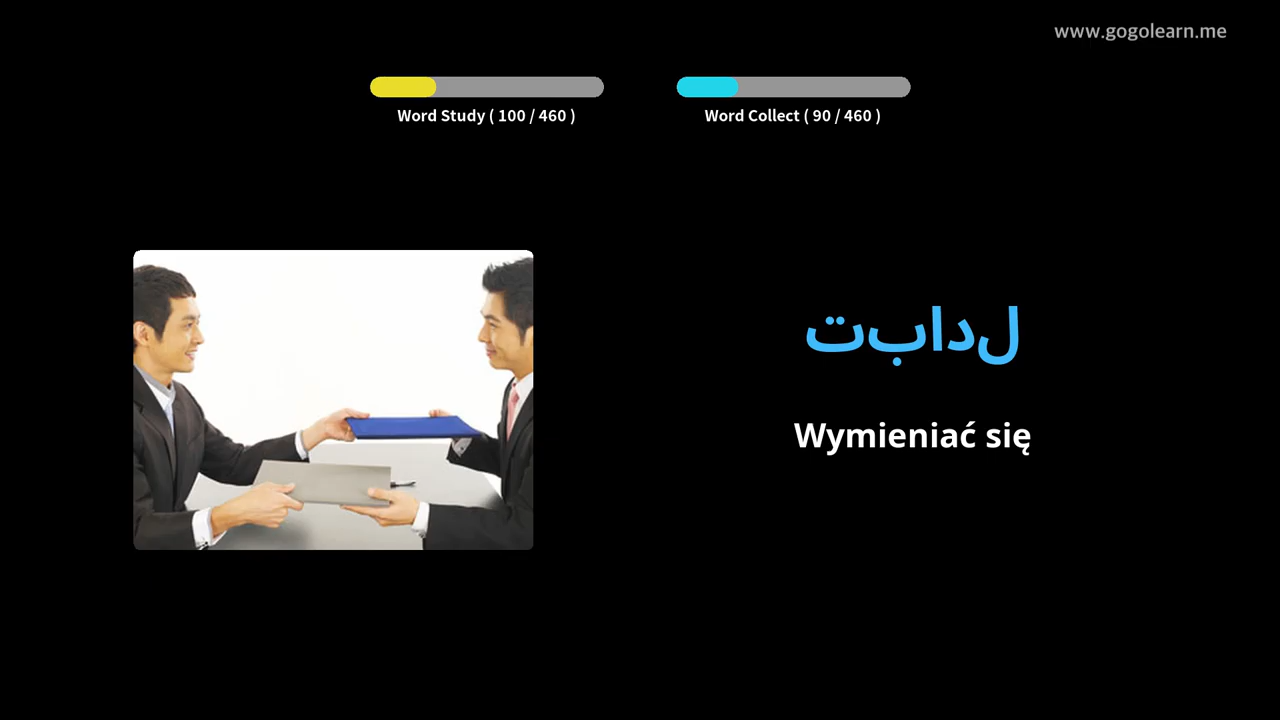 www.gogolearn.me
Word Study ( 100 / 460 )
Word Collect ( 90 / 460 )
تبادل
Wymieniać się